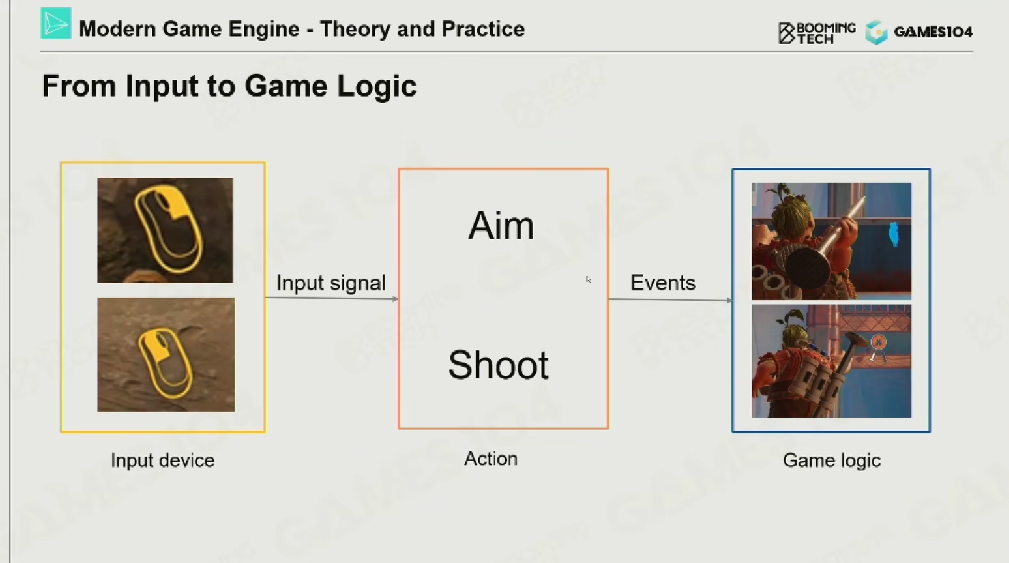 Modern Game Engine - Theory and Practice
BOOMING
TECH
GAMES104
From Input to Game Logic
Aim
Input signal
Events
Shoot
Input device
Action
Game logic